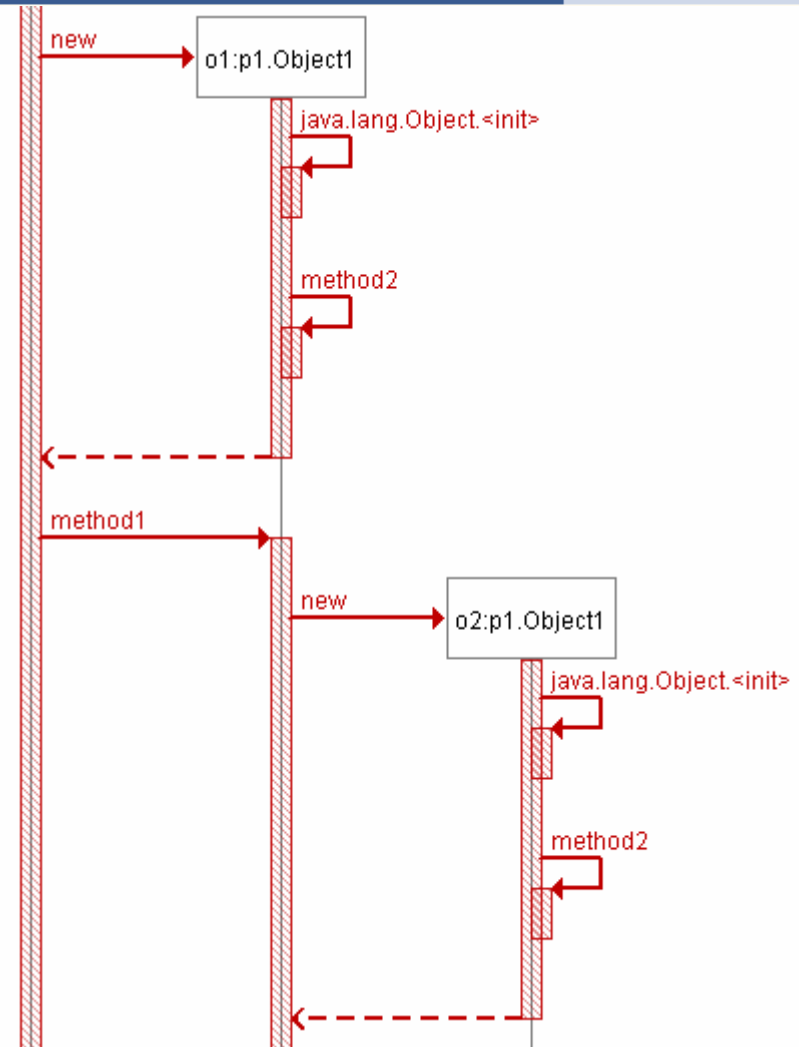 new
o1:p1.Object1
java.lang.Object.<init>
method2
method1
new
o2:p1.Object1
java.lang.Object.<init>
method2